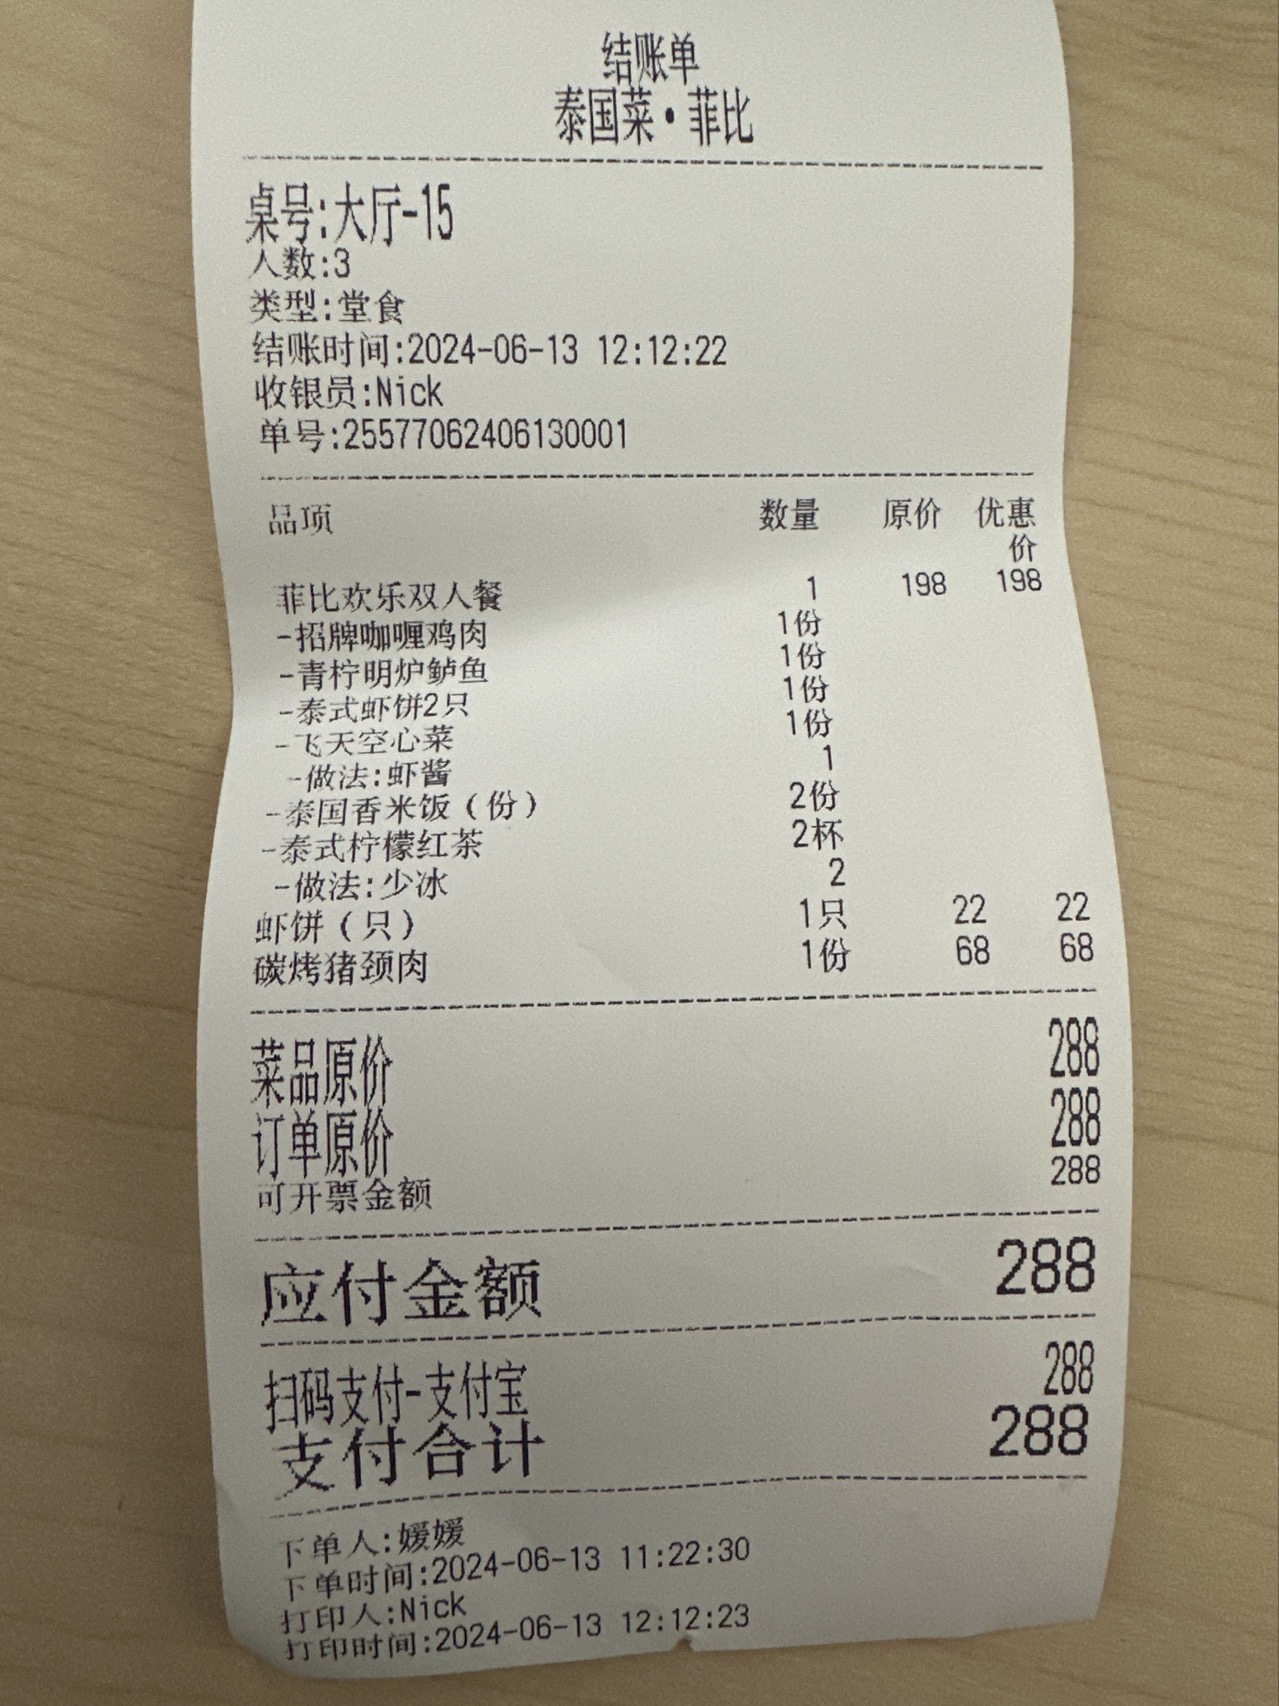 结账单
泰国菜·菲比
桌号:大厅-15
人数:3
类型:堂食
结账时间:2024-06-13 12:12:22
收银员:Nick
单号:25577062406130001
品项 数量 原价 优惠
价
菲比欢乐双人餐 1 198 198
-招牌咖喱鸡肉 1份
-青柠明炉鲈鱼 1份
-泰式虾饼2只 1份
-飞天空心菜 1份
-做法:虾酱 1
-泰国香米饭（份） 2份
-泰式柠檬红茶 2杯
-做法:少冰 2
虾饼（只） 1只 22 22
碳烤猪颈肉 1份 68 68
菜品原价 288
订单原价 288
可开票金额 288
应付金额 288
扫码支付-支付宝 288
支付合计 288
下单人:媛媛
下单时间:2024-06-13 11:22:30
打印人:Nick
打印时间:2024-06-13 12:12:23